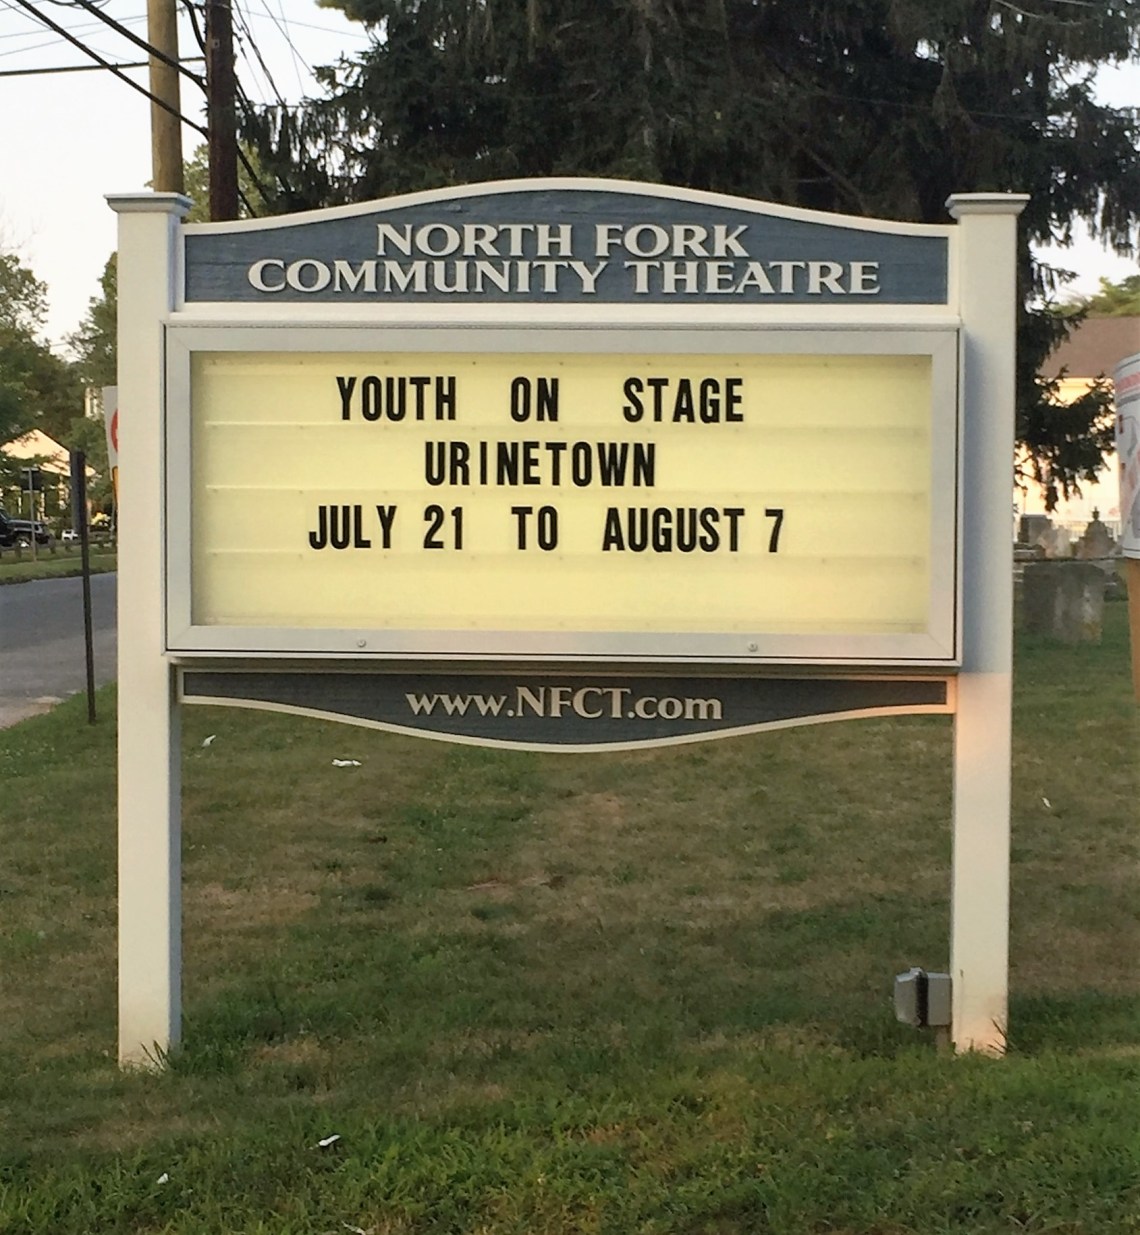 NORTH FORK
COMMUNITY THEATRE
YOUTH ON STAGE
URINETOWN
JULY 21 TO AUGUST 7
www.NFCT.com